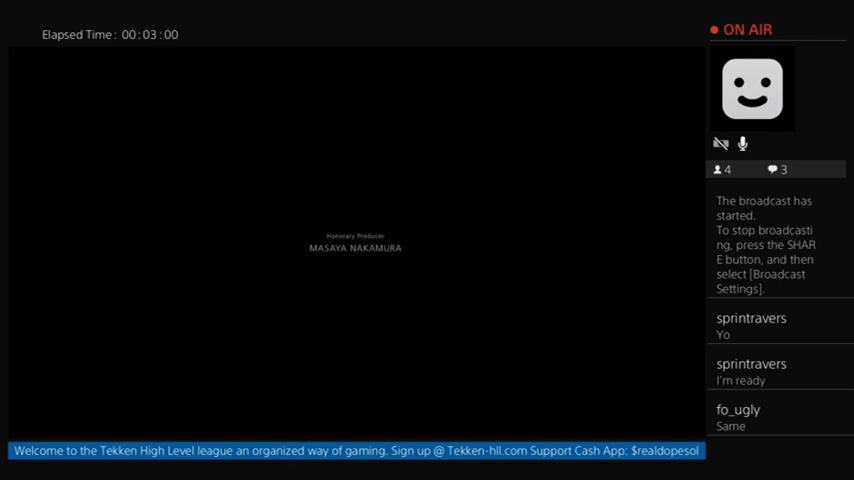 Elapsed Time: 00:03:00
ON AIR
4
3
The broadcast has
started.
To stop broadcasti
ng, press the SHAR
E button, and then
select [Broadcast
Settings].
sprintravers
Yo
sprintravers
I'm ready
fo_ugly
Same
Honorary Producer
MASAYA NAKAMURA
Welcome to the Tekken High Level league an organized way of gaming. Sign up @ Tekken-hll.com Support Cash App: $realdopesol